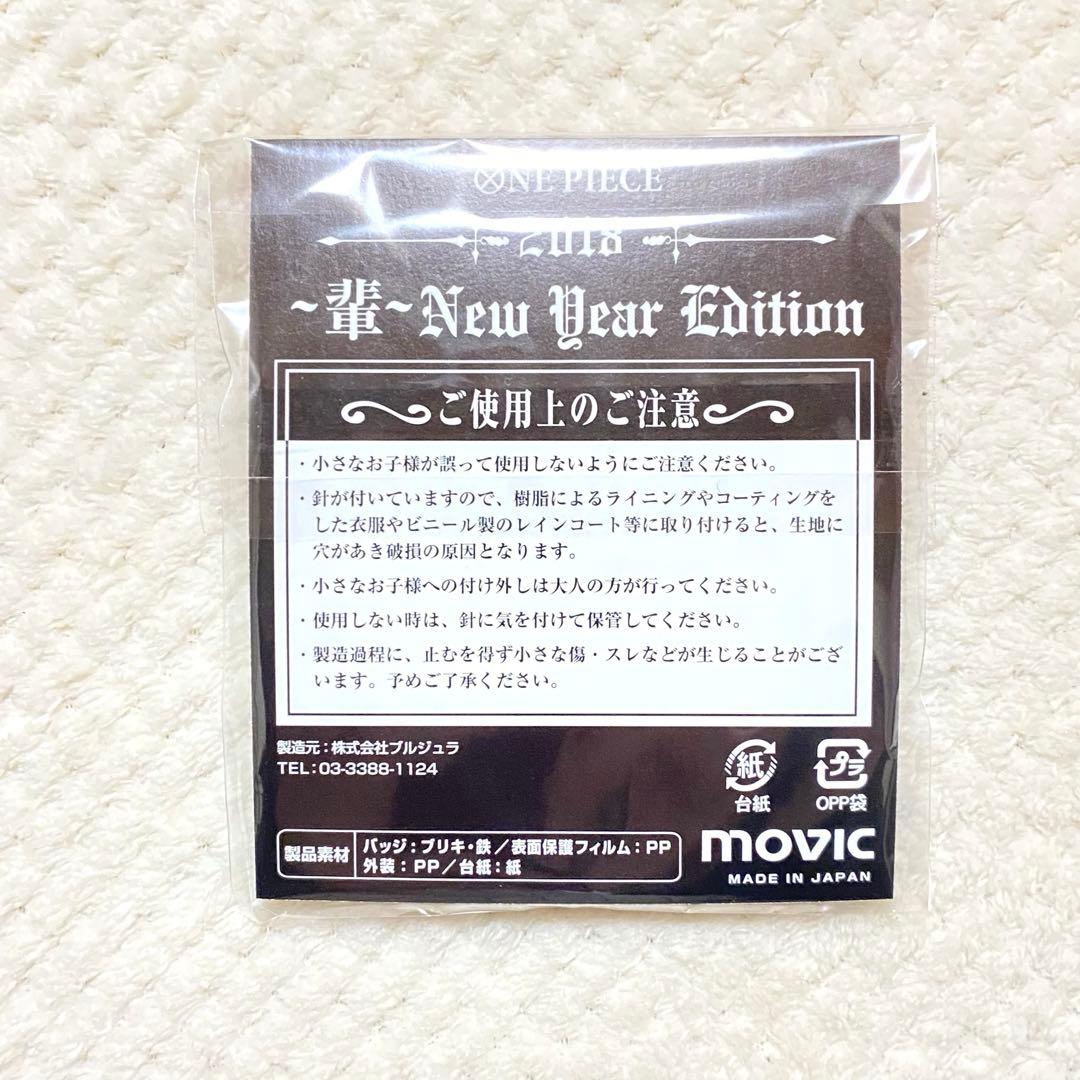 ONE PIECE
2018
~輩~New Year Edition
ご使用上のご注意
・小さなお子様が誤って使用しないようにご注意ください。
・針が付いていますので、樹脂によるライニングやコーティングを
した衣服やビニール製のレインコート等に取り付けると、生地に
穴があき破損の原因となります。
・小さなお子様への付け外しは大人の方が行ってください。
・使用しない時は、針に気を付けて保管してください。
・製造過程に、止むを得ず小さな傷・スレなどが生じることがござ
います。予めご了承ください。
製造元：株式会社ブルジュラ
TEL：03-3388-1124
紙
台紙
プラ
OPP袋
製品素材
バッジ：ブリキ・鉄／表面保護フィルム：PP
外装：PP／台紙：紙
movic
MADE IN JAPAN